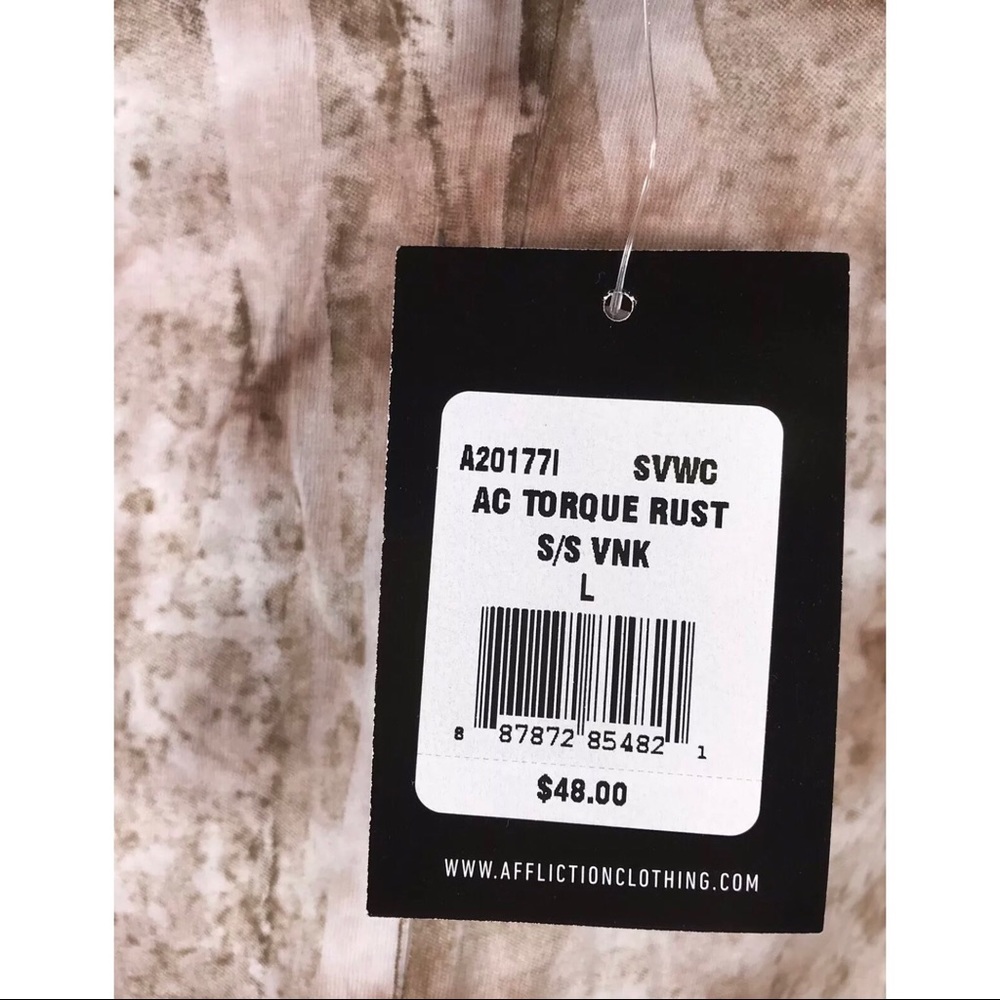 A20177I SVWC
AC TORQUE RUST
S/S VNK
L
8 87872 85482 1
$48.00
WWW.AFFLICTIONCLOTHING.COM